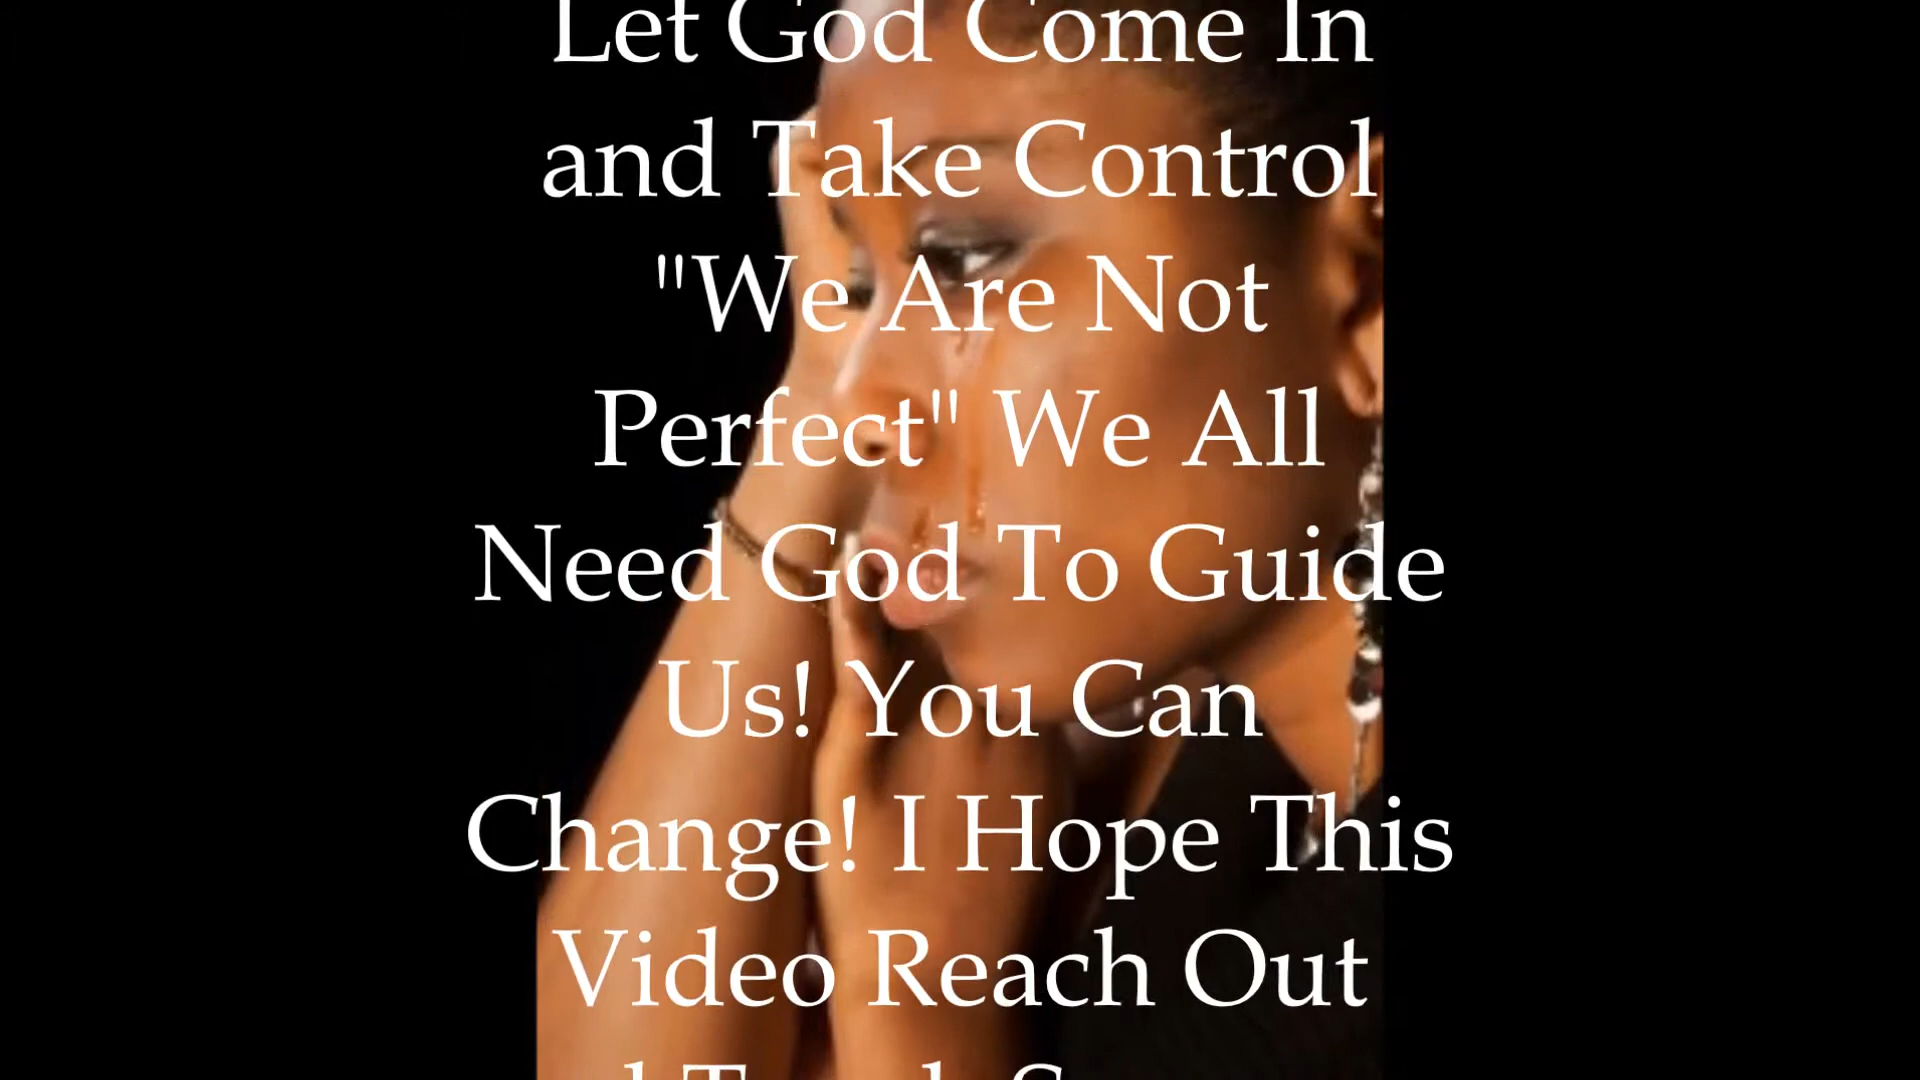 Let God Come In
and Take Control
"We Are Not
Perfect" We All
Need God To Guide
Us! You Can
Change! I Hope This
Video Reach Out